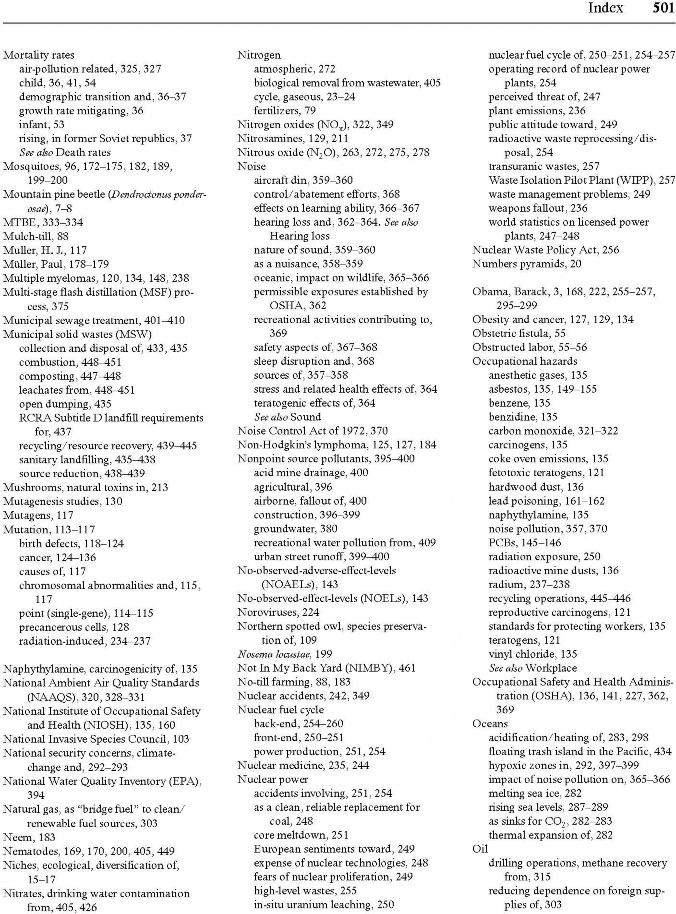 Index 501
Mortality rates
air-pollution related, 325, 327
child, 36, 41, 54
demographic transition and, 36–37
growth rate mitigating, 36
infant, 53
rising, in former Soviet republics, 37
See also Death rates
Mosquitoes, 96, 172–175, 182, 189,
199–200
Mountain pine beetle (Dendroctonus ponder-
osae), 7–8
MTBE, 333–334
Mulch-till, 88
Muller, H. J., 117
Müller, Paul, 178–179
Multiple myelomas, 120, 134, 148, 238
Multi-stage flash distillation (MSF) pro-
cess, 375
Municipal sewage treatment, 401–410
Municipal solid wastes (MSW)
collection and disposal of, 433, 435
combustion, 448–451
composting, 447–448
leachates from, 448–451
open dumping, 435
RCRA Subtitle D landfill requirements
for, 437
recycling/resource recovery, 439–445
sanitary landfilling, 435–438
source reduction, 438–439
Mushrooms, natural toxins in, 213
Mutagenesis studies, 130
Mutagens, 117
Mutation, 113–117
birth defects, 118–124
cancer, 124–136
causes of, 117
chromosomal abnormalities and, 115,
117
point (single-gene), 114–115
precancerous cells, 128
radiation-induced, 234–237
Naphythylamine, carcinogenicity of, 135
National Ambient Air Quality Standards
(NAAQS), 320, 328–331
National Institute of Occupational Safety
and Health (NIOSH), 135, 160
National Invasive Species Council, 103
National security concerns, climate-
change and, 292–293
National Water Quality Inventory (EPA),
394
Natural gas, as “bridge fuel” to clean/
renewable fuel sources, 303
Neem, 183
Nematodes, 169, 170, 200, 405, 449
Niches, ecological, diversification of,
15–17
Nitrates, drinking water contamination
from, 405, 426
Nitrogen
atmospheric, 272
biological removal from wastewater, 405
cycle, gaseous, 23–24
fertilizers, 79
Nitrogen oxides (NOx), 322, 349
Nitrosamines, 129, 211
Nitrous oxide (N2O), 263, 272, 275, 278
Noise
aircraft din, 359–360
control/abatement efforts, 368
effects on learning ability, 366–367
hearing loss and, 362–364. See also
Hearing loss
nature of sound, 359–360
as a nuisance, 358–359
oceanic, impact on wildlife, 365–366
permissible exposures established by
OSHA, 362
recreational activities contributing to,
369
safety aspects of, 367–368
sleep disruption and, 368
sources of, 357–358
stress and related health effects of, 364
teratogenic effects of, 364
See also Sound
Noise Control Act of 1972, 370
Non-Hodgkin’s lymphoma, 125, 127, 184
Nonpoint source pollutants, 395–400
acid mine drainage, 400
agricultural, 396
airborne, fallout of, 400
construction, 396–399
groundwater, 380
recreational water pollution from, 409
urban street runoff, 399–400
No-observed-adverse-effect-levels
(NOAELs), 143
No-observed-effect-levels (NOELs), 143
Noroviruses, 224
Northern spotted owl, species preserva-
tion of, 109
Nosema locustae, 199
Not In My Back Yard (NIMBY), 461
No-till farming, 88, 183
Nuclear accidents, 242, 349
Nuclear fuel cycle
back-end, 254–260
front-end, 250–251
power production, 251, 254
Nuclear medicine, 235, 244
Nuclear power
accidents involving, 251, 254
as a clean, reliable replacement for
coal, 248
core meltdown, 251
European sentiments toward, 249
expense of nuclear technologies, 248
fears of nuclear proliferation, 249
high-level wastes, 255
in-situ uranium leaching, 250
nuclear fuel cycle of, 250–251, 254–257
operating record of nuclear power
plants, 254
perceived threat of, 247
plant emissions, 236
public attitude toward, 249
radioactive waste reprocessing/dis-
posal, 254
transuranic wastes, 257
Waste Isolation Pilot Plant (WIPP), 257
waste management problems, 249
weapons fallout, 236
world statistics on licensed power
plants, 247–248
Nuclear Waste Policy Act, 256
Numbers pyramids, 20
Obama, Barack, 3, 168, 222, 255–257,
295–299
Obesity and cancer, 127, 129, 134
Obstetric fistula, 55
Obstructed labor, 55–56
Occupational hazards
anesthetic gases, 135
asbestos, 135, 149–155
benzene, 135
benzidine, 135
carbon monoxide, 321–322
carcinogens, 135
coke oven emissions, 135
fetotoxic teratogens, 121
hardwood dust, 136
lead poisoning, 161–162
naphythylamine, 135
noise pollution, 357, 370
PCBs, 145–146
radiation exposure, 250
radioactive mine dusts, 136
radium, 237–238
recycling operations, 445–446
reproductive carcinogens, 121
standards for protecting workers, 135
teratogens, 121
vinyl chloride, 135
See also Workplace
Occupational Safety and Health Adminis-
tration (OSHA), 136, 141, 227, 362,
369
Oceans
acidification/heating of, 283, 298
floating trash island in the Pacific, 434
hypoxic zones in, 292, 397–399
impact of noise pollution on, 365–366
melting sea ice, 282
rising sea levels, 287–289
as sinks for CO2, 282–283
thermal expansion of, 282
Oil
drilling operations, methane recovery
from, 315
reducing dependence on foreign sup-
plies of, 303